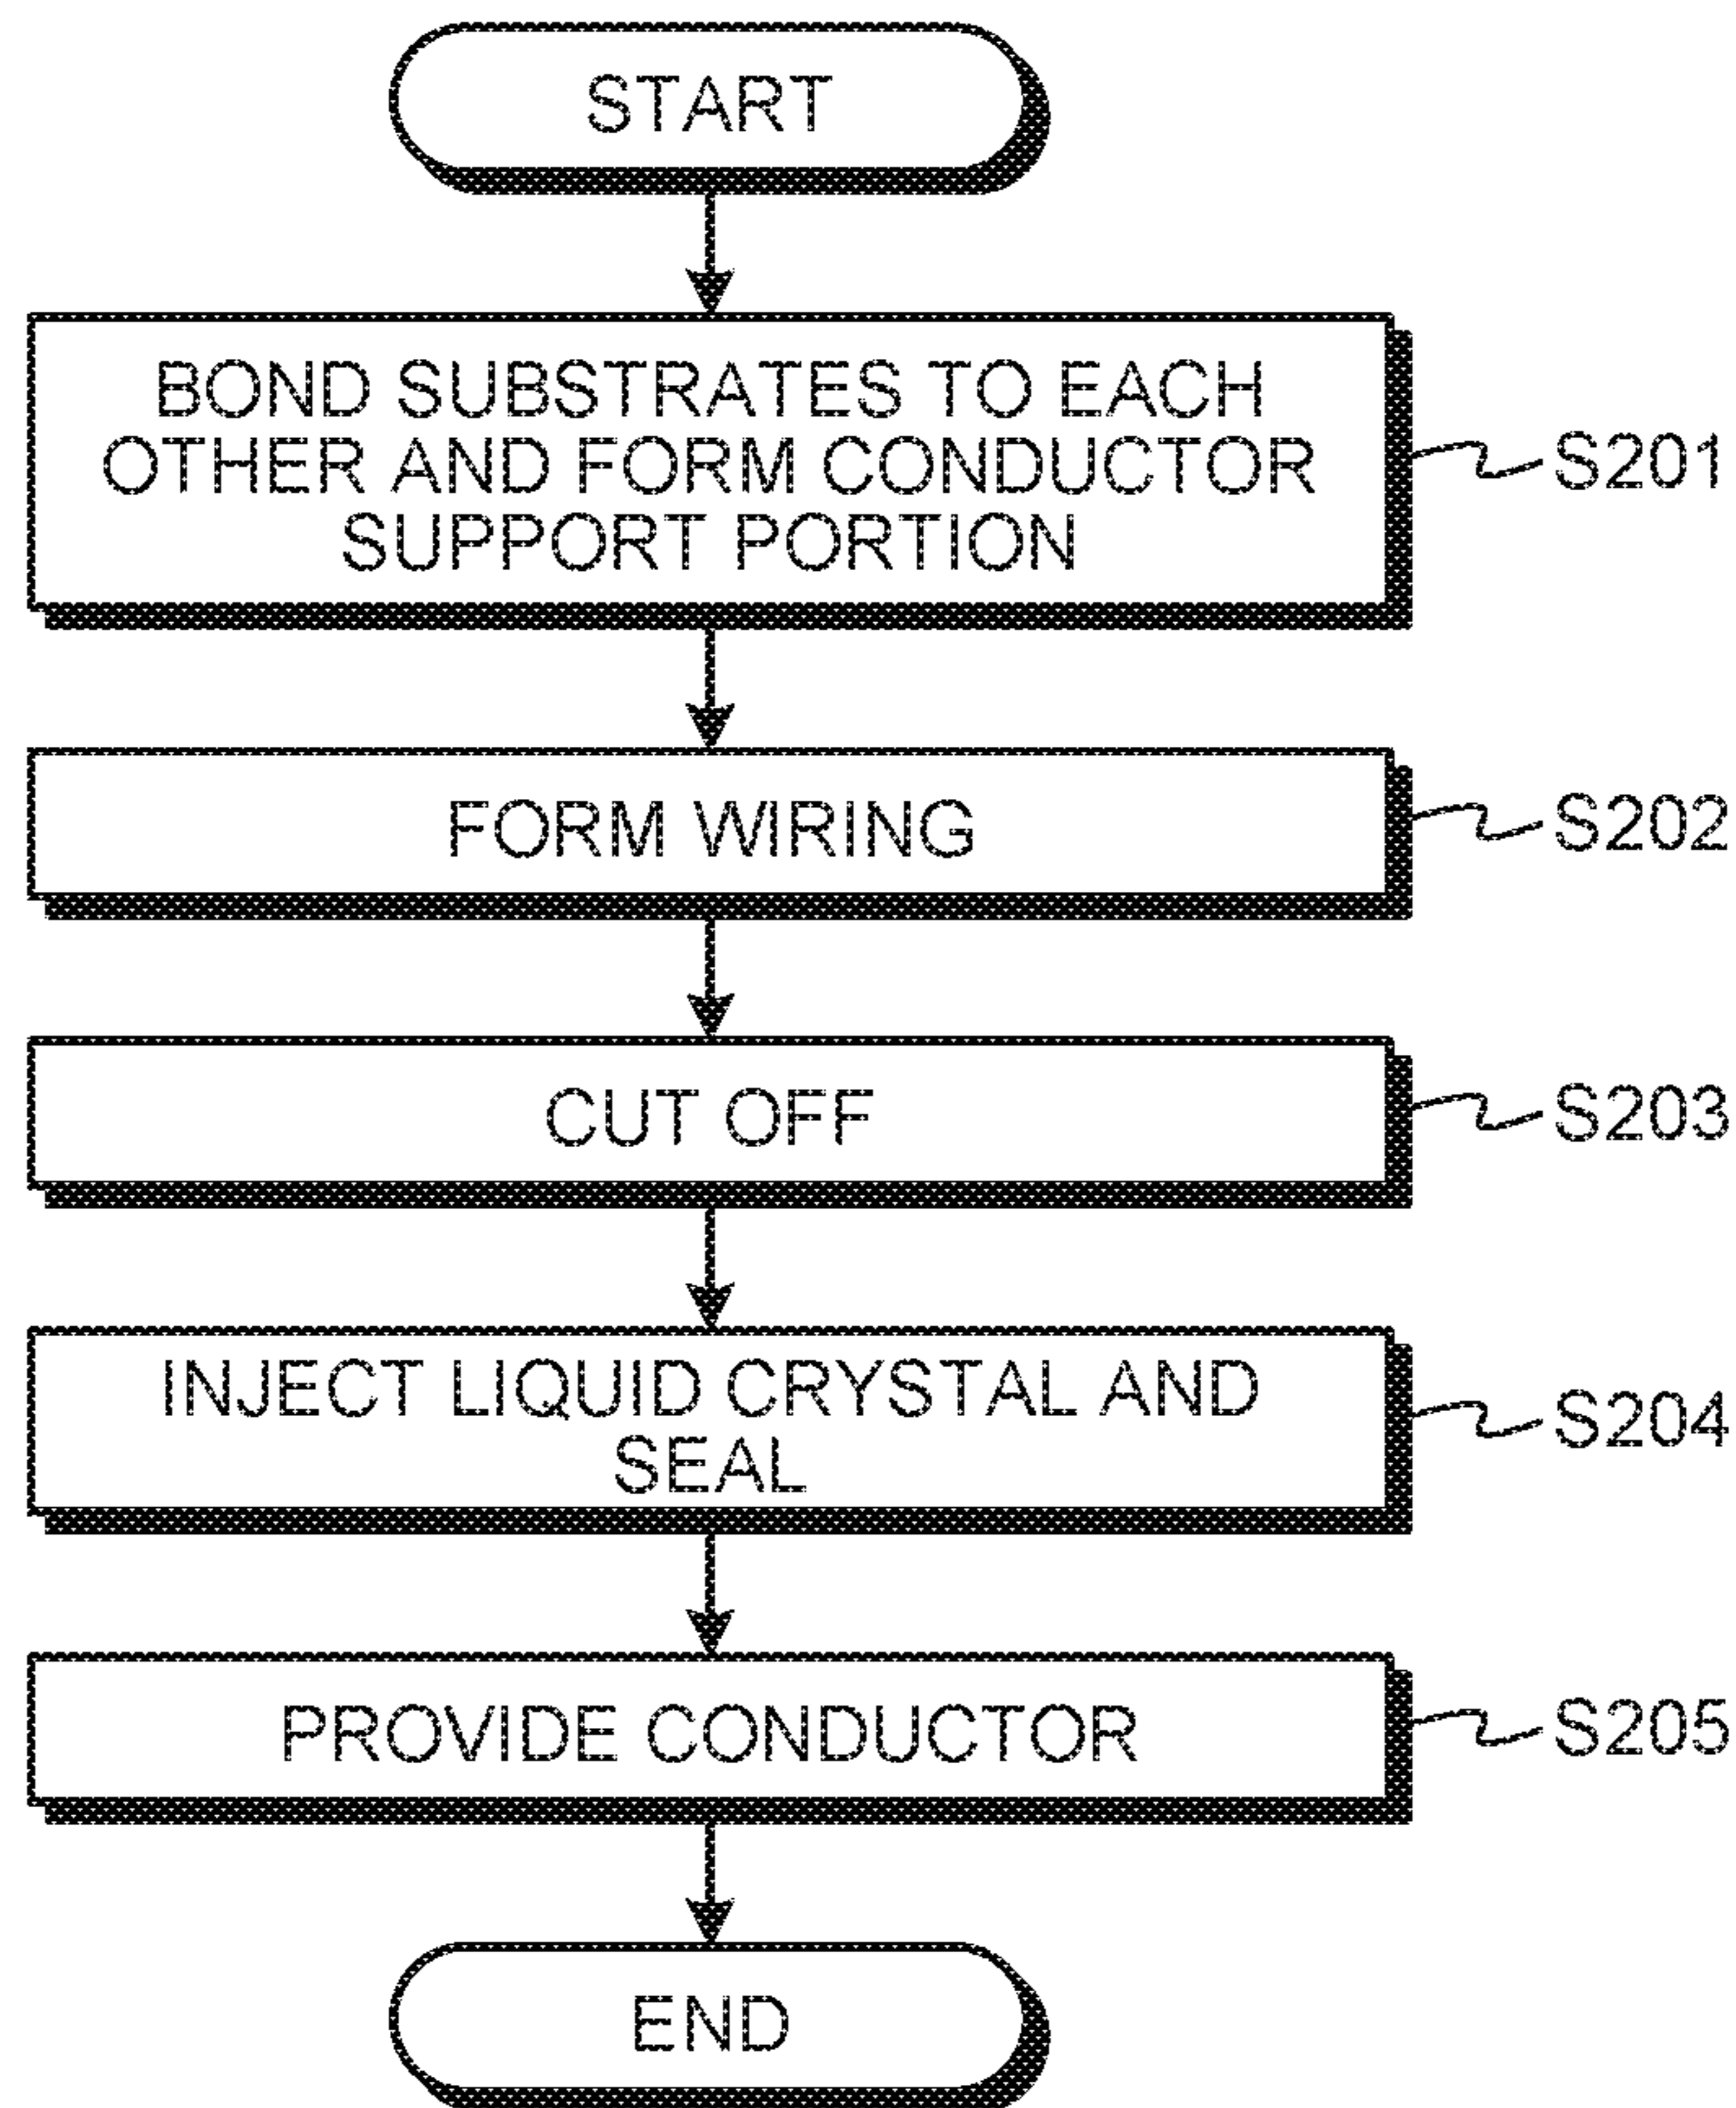 START
BOND SUBSTRATES TO EACH
OTHER AND FORM CONDUCTOR
SUPPORT PORTION
S201
FORM WIRING
S202
CUT OFF
S203
INJECT LIQUID CRYSTAL AND
SEAL
S204
PROVIDE CONDUCTOR
S205
END